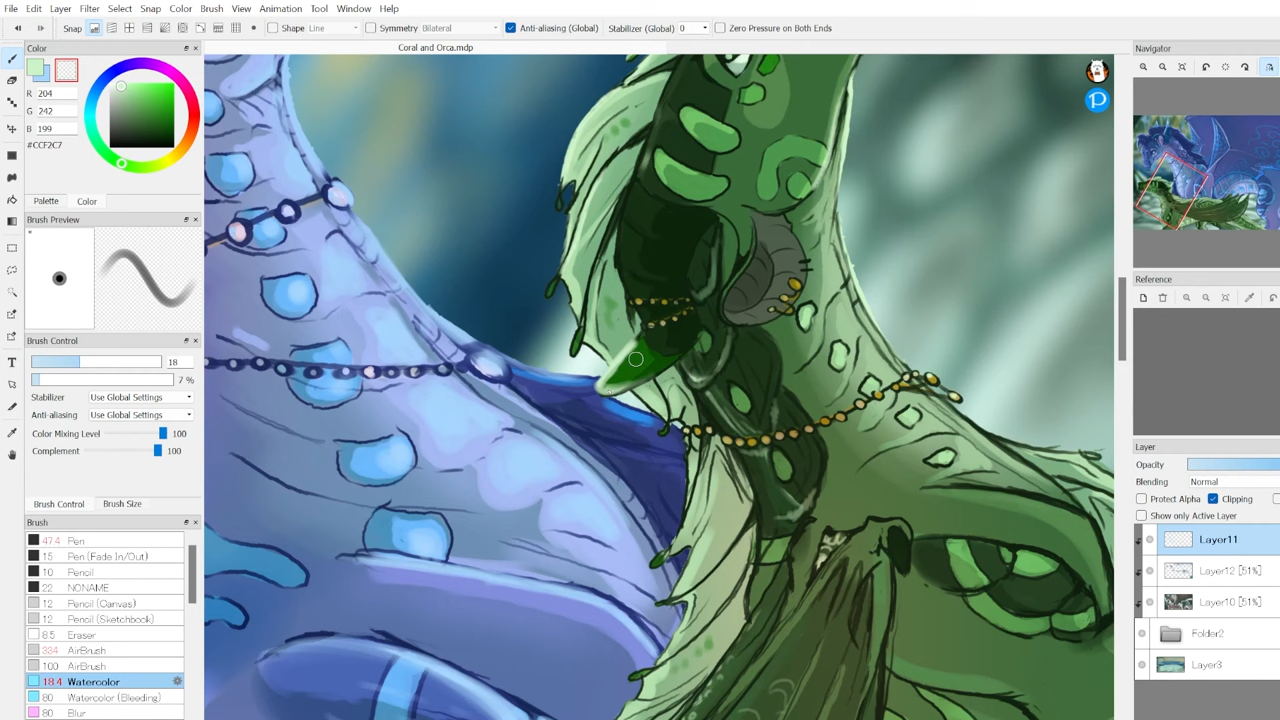 File Edit View Layer Filter Select Snap Color Brush View Animation Tool Window Help
Snap Shape Line Symmetry Bilateral Anti-aliasing (Global) Stabilizer (Global) 0 Zero Pressure on Both Ends
Color
Coral and Orca.mdp
Navigator
R 204
G 242
B 199
#CCF2C7
Palette Color
Brush Preview
Reference
Brush Control
18
7 %
Stabilizer Use Global Settings
Anti-aliasing Use Global Settings
Color Mixing Level 100
Complement 100
Brush Control Brush Size
Brush
47.4 Pen
15 Pen (Fade In/Out)
10 Pencil
22 NONAME
12 Pencil (Canvas)
12 Pencil (Sketchbook)
8.5 Eraser
334 AirBrush
100 AirBrush
18.4 Watercolor
80 Watercolor (Bleeding)
80 Blur
Layer
Opacity
Blending Normal
Protect Alpha Clipping
Show only Active Layer
Layer11
Layer12 [51%]
Layer10 [51%]
Folder2
Layer3